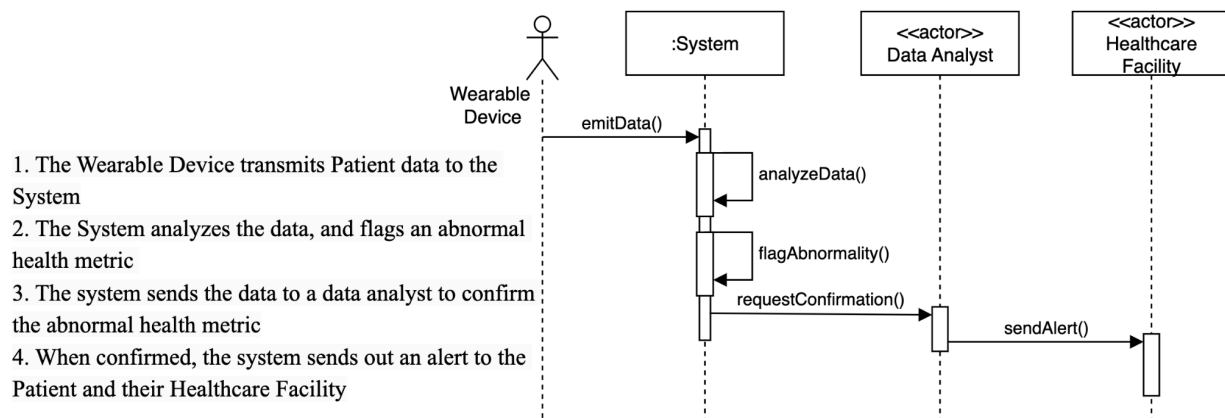 Wearable
Device
:System
<<actor>>
Data Analyst
<<actor>>
Healthcare
Facility
emitData()
analyzeData()
flagAbnormality()
requestConfirmation()
sendAlert()
1. The Wearable Device transmits Patient data to the
System
2. The System analyzes the data, and flags an abnormal
health metric
3. The system sends the data to a data analyst to confirm
the abnormal health metric
4. When confirmed, the system sends out an alert to the
Patient and their Healthcare Facility